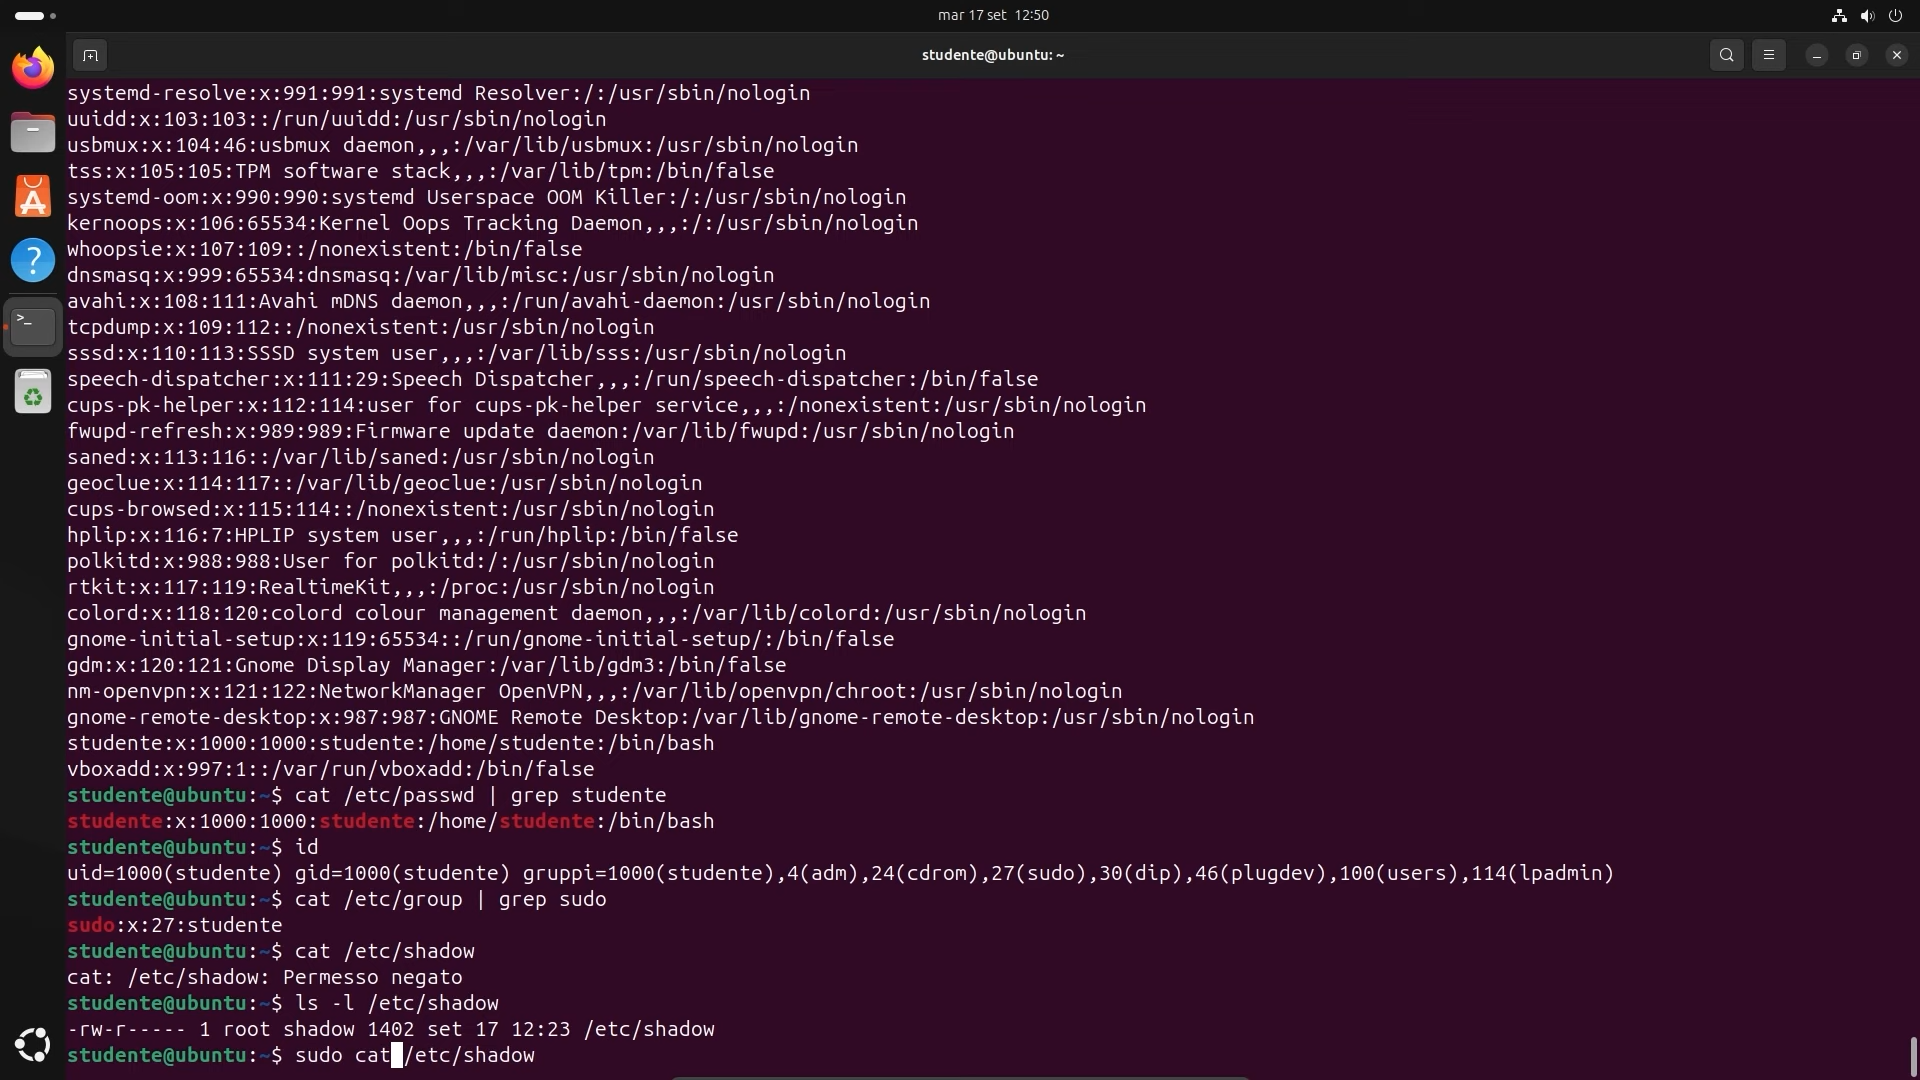 mar 17 set 12:50
studente@ubuntu: ~
systemd-resolve:x:991:991:systemd Resolver:/:/usr/sbin/nologin
uuidd:x:103:103::/run/uuidd:/usr/sbin/nologin
usbmux:x:104:46:usbmux daemon,,,:/var/lib/usbmux:/usr/sbin/nologin
tss:x:105:105:TPM software stack,,,:/var/lib/tpm:/bin/false
systemd-oom:x:990:990:systemd Userspace OOM Killer:/:/usr/sbin/nologin
kernoops:x:106:65534:Kernel Oops Tracking Daemon,,,:/:/usr/sbin/nologin
whoopsie:x:107:109::/nonexistent:/bin/false
dnsmasq:x:999:65534:dnsmasq:/var/lib/misc:/usr/sbin/nologin
avahi:x:108:111:Avahi mDNS daemon,,,:/run/avahi-daemon:/usr/sbin/nologin
tcpdump:x:109:112::/nonexistent:/usr/sbin/nologin
sssd:x:110:113:SSSD system user,,,:/var/lib/sss:/usr/sbin/nologin
speech-dispatcher:x:111:29:Speech Dispatcher,,,:/run/speech-dispatcher:/bin/false
cups-pk-helper:x:112:114:user for cups-pk-helper service,,,:/nonexistent:/usr/sbin/nologin
fwupd-refresh:x:989:989:Firmware update daemon:/var/lib/fwupd:/usr/sbin/nologin
saned:x:113:116::/var/lib/saned:/usr/sbin/nologin
geoclue:x:114:117::/var/lib/geoclue:/usr/sbin/nologin
cups-browsed:x:115:114::/nonexistent:/usr/sbin/nologin
hplip:x:116:7:HPLIP system user,,,:/run/hplip:/bin/false
polkitd:x:988:988:User for polkitd:/:/usr/sbin/nologin
rtkit:x:117:119:RealtimeKit,,,:/proc:/usr/sbin/nologin
colord:x:118:120:colord colour management daemon,,,:/var/lib/colord:/usr/sbin/nologin
gnome-initial-setup:x:119:65534::/run/gnome-initial-setup/:/bin/false
gdm:x:120:121:Gnome Display Manager:/var/lib/gdm3:/bin/false
nm-openvpn:x:121:122:NetworkManager OpenVPN,,,:/var/lib/openvpn/chroot:/usr/sbin/nologin
gnome-remote-desktop:x:987:987:GNOME Remote Desktop:/var/lib/gnome-remote-desktop:/usr/sbin/nologin
studente:x:1000:1000:studente:/home/studente:/bin/bash
vboxadd:x:997:1::/var/run/vboxadd:/bin/false
studente@ubuntu:~$ cat /etc/passwd | grep studente
studente:x:1000:1000:studente:/home/studente:/bin/bash
studente@ubuntu:~$ id
uid=1000(studente) gid=1000(studente) gruppi=1000(studente),4(adm),24(cdrom),27(sudo),30(dip),46(plugdev),100(users),114(lpadmin)
studente@ubuntu:~$ cat /etc/group | grep sudo
sudo:x:27:studente
studente@ubuntu:~$ cat /etc/shadow
cat: /etc/shadow: Permesso negato
studente@ubuntu:~$ ls -l /etc/shadow
-rw-r----- 1 root shadow 1402 set 17 12:23 /etc/shadow
studente@ubuntu:~$ sudo cat /etc/shadow